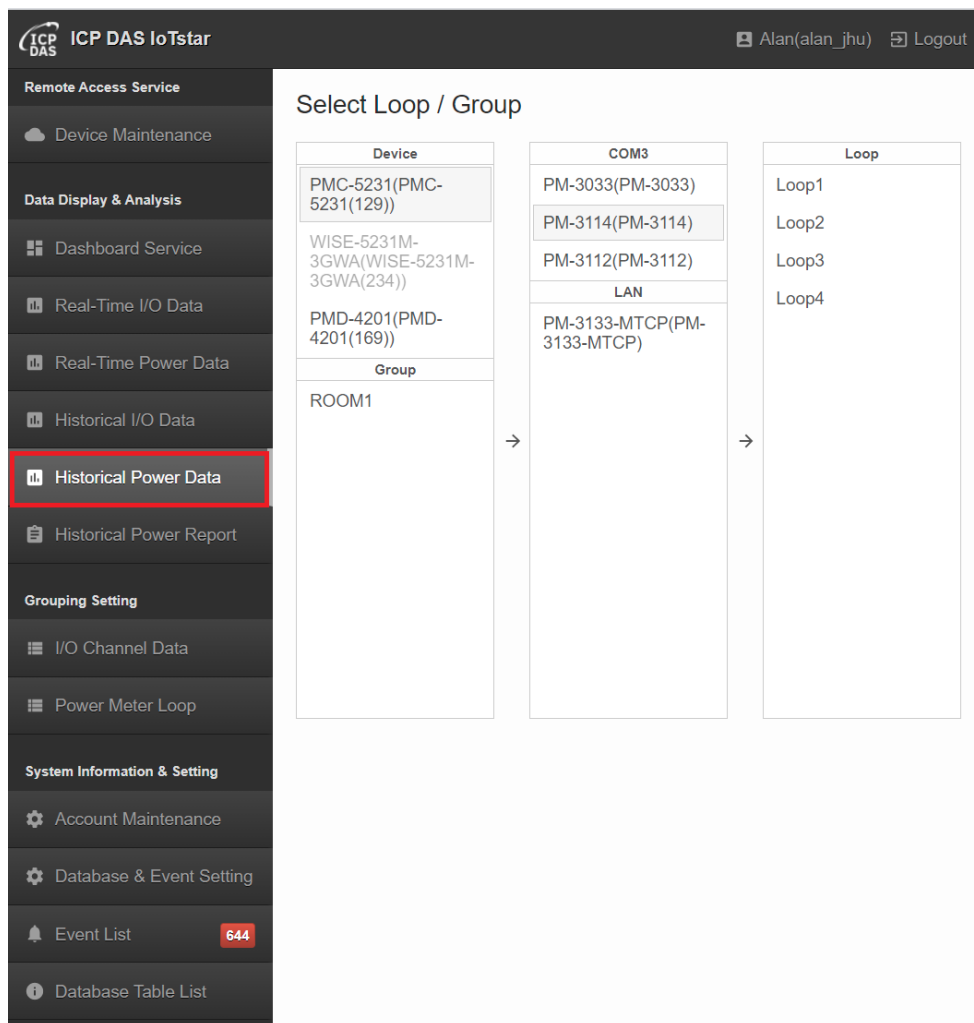 ICP DAS
ICP DAS IoTstar
Alan(alan_jhu)
Logout
Remote Access Service
Device Maintenance
Data Display & Analysis
Dashboard Service
Real-Time I/O Data
Real-Time Power Data
Historical I/O Data
Historical Power Data
Historical Power Report
Grouping Setting
I/O Channel Data
Power Meter Loop
System Information & Setting
Account Maintenance
Database & Event Setting
Event List
644
Database Table List
Select Loop / Group
Device
PMC-5231(PMC-
5231(129))
WISE-5231M-
3GWA(WISE-5231M-
3GWA(234))
PMD-4201(PMD-
4201(169))
Group
ROOM1
COM3
PM-3033(PM-3033)
PM-3114(PM-3114)
PM-3112(PM-3112)
LAN
PM-3133-MTCP(PM-
3133-MTCP)
Loop
Loop1
Loop2
Loop3
Loop4